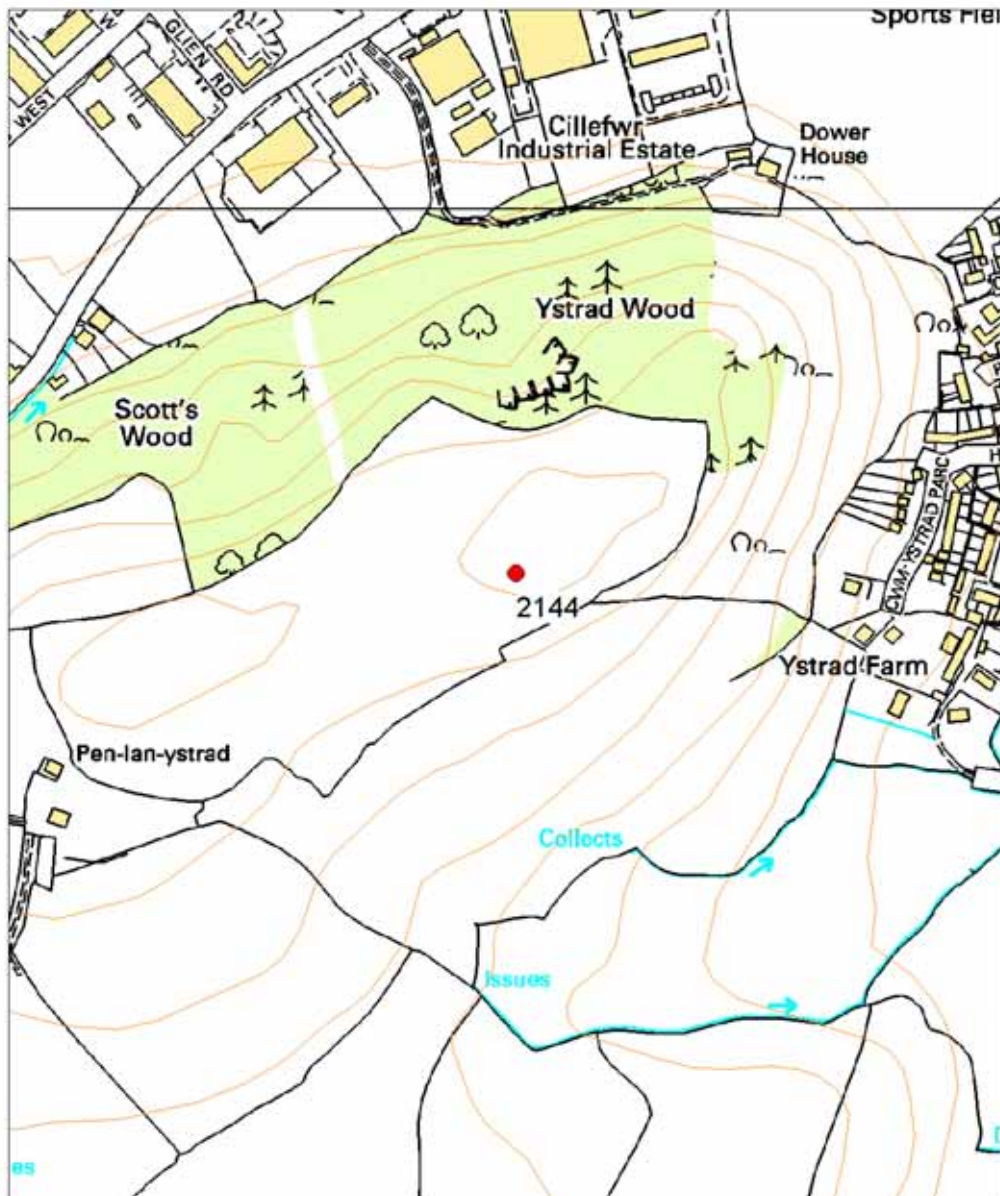 WEST
GLIEN RD
Sports
Cillefwr
Industrial Estate
Dower
House
Ystrad Wood
Scott's
Wood
CWM-YSTRAD PARC
H
2144
Ystrad Farm
Pen-lan-ystrad
Collects
Issues
es